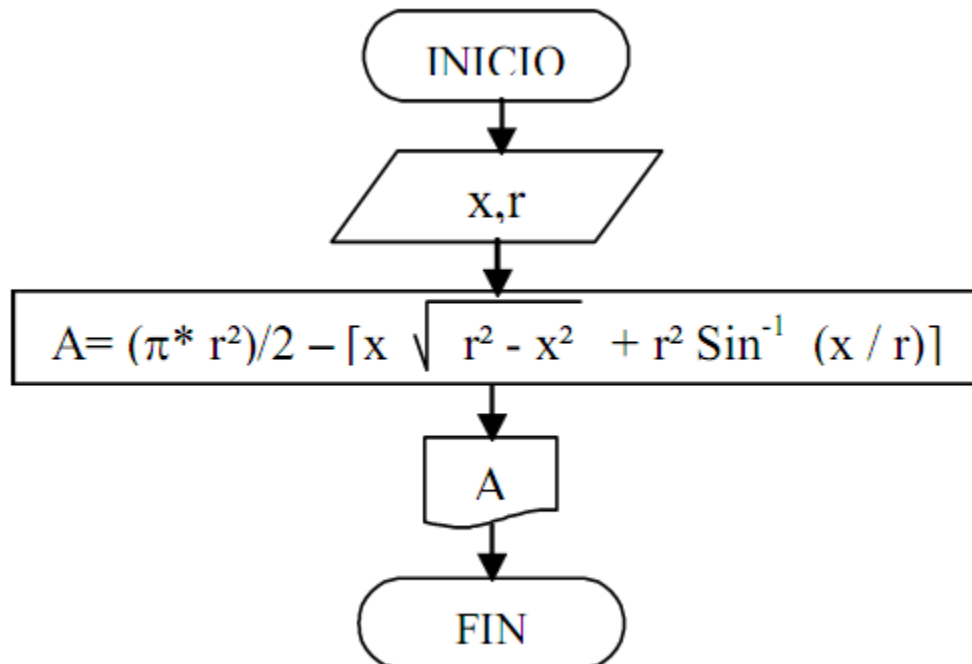 INICIO
x,r
A= (π* r²)/2 – ⌈x √ r² - x² + r² Sin⁻¹ (x / r)⌉
A
FIN